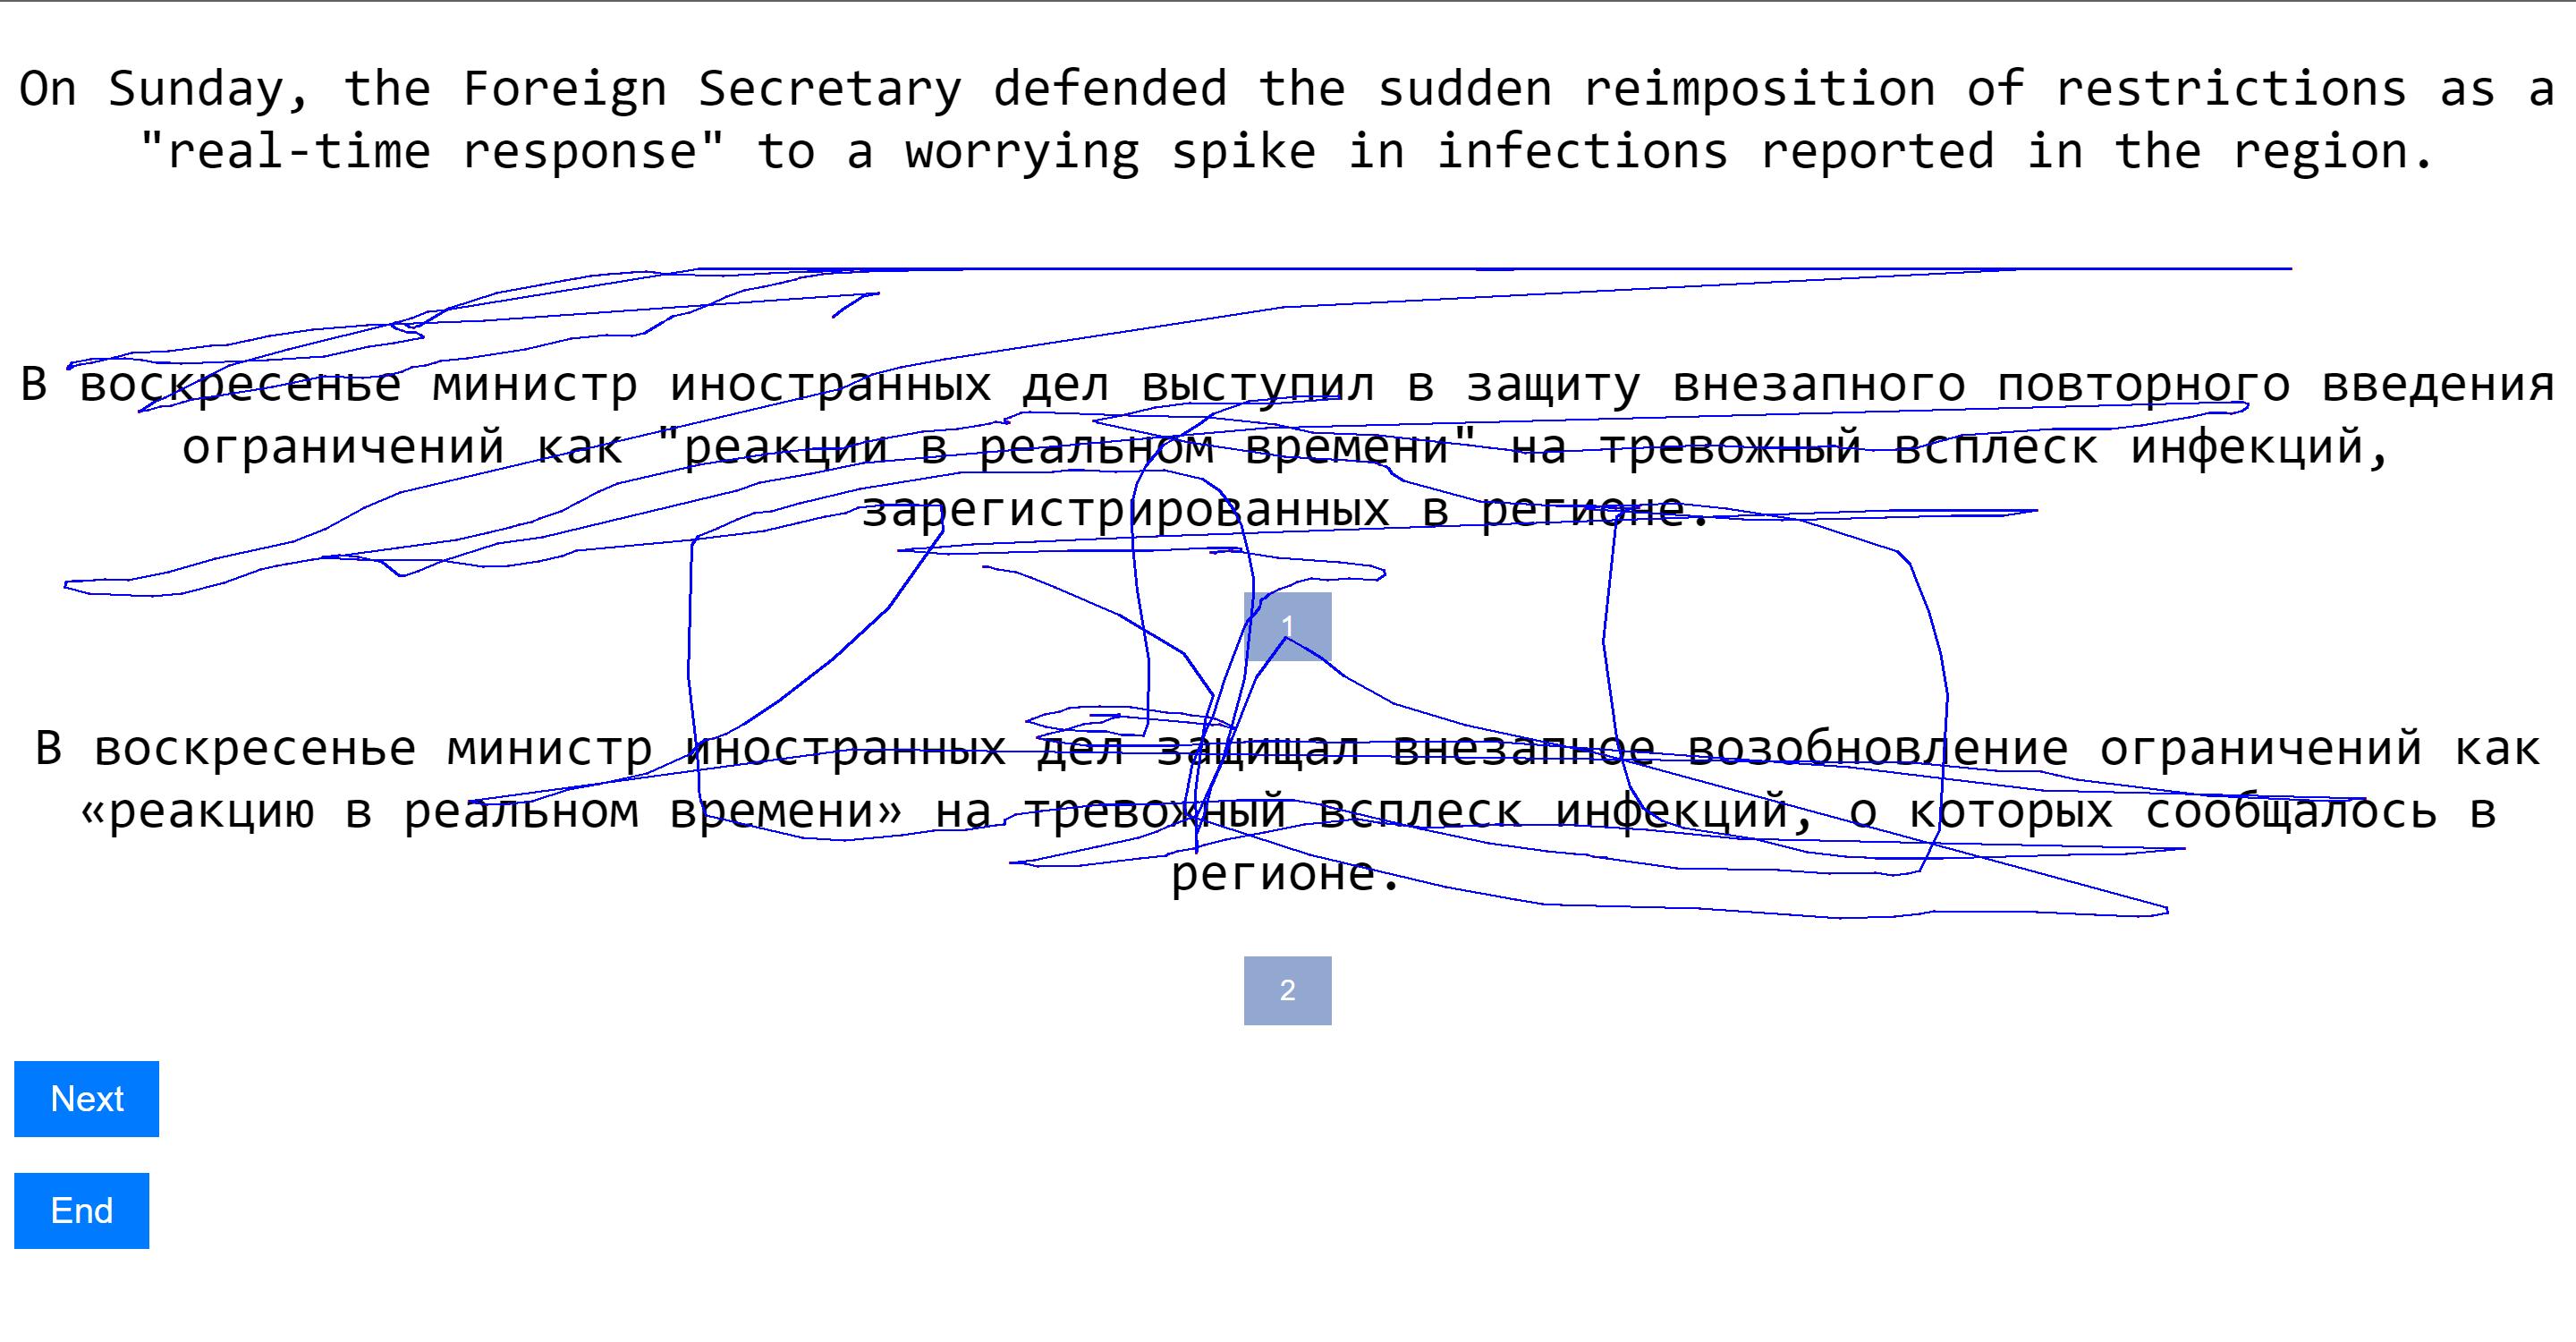 On Sunday, the Foreign Secretary defended the sudden reimposition of restrictions as a
"real-time response" to a worrying spike in infections reported in the region.
В воскресенье министр иностранных дел выступил в защиту внезапного повторного введения
ограничений как "реакции в реальном времени" на тревожный всплеск инфекций,
зарегистрированных в регионе.
1
В воскресенье министр иностранных дел защищал внезапное возобновление ограничений как
«реакцию в реальном времени» на тревожный всплеск инфекций, о которых сообщалось в
регионе.
2
Next
End